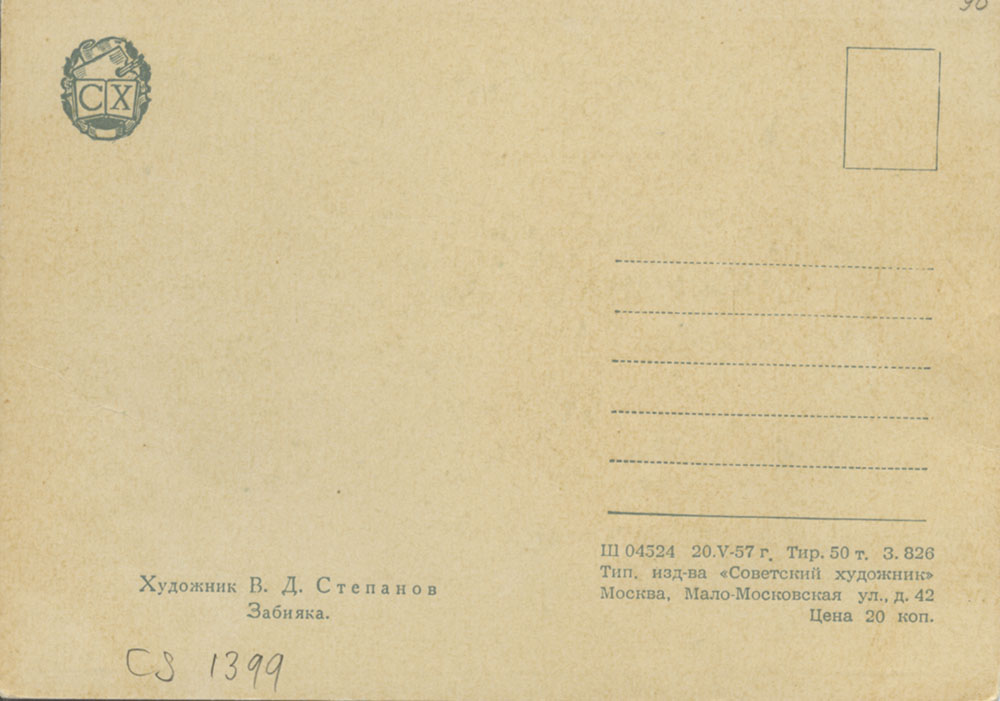 90
СХ
Художник В. Д. Степанов
Забияка.
Ш 04524 20.V-57 г. Тир. 50 т. З. 826
Тип. изд-ва «Советский художник»
Москва, Мало-Московская ул., д. 42
Цена 20 коп.
CS 1399